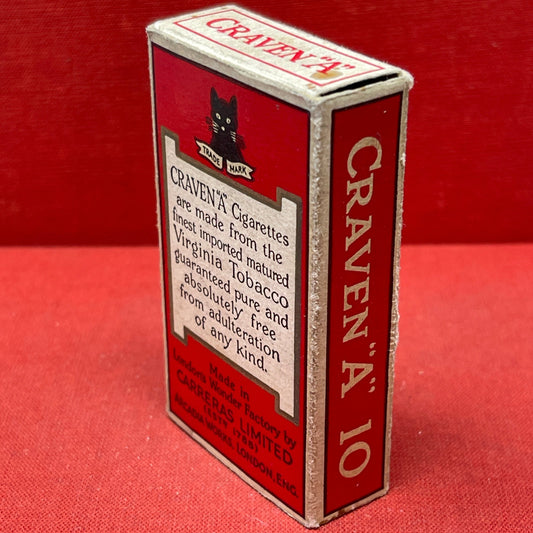 CRAVEN "A"
TRADE MARK
CRAVEN "A" Cigarettes
are made from the
finest imported matured
Virginia Tobacco
guaranteed pure and
absolutely free
from adulteration
of any kind.
Made in
London's Wonder Factory by
CARRERAS LIMITED
(ESTD 1788)
ARCADIA WORKS, LONDON, ENG.
CRAVEN "A" 10